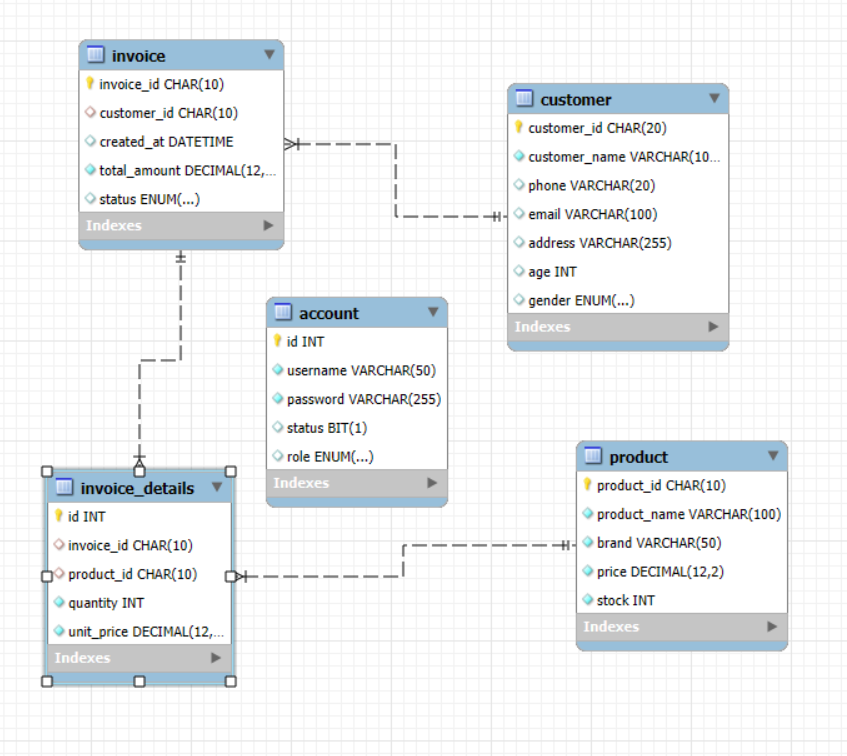 invoice
invoice_id CHAR(10)
customer_id CHAR(10)
created_at DATETIME
total_amount DECIMAL(12,...
status ENUM(...)
Indexes
customer
customer_id CHAR(20)
customer_name VARCHAR(10...
phone VARCHAR(20)
email VARCHAR(100)
address VARCHAR(255)
age INT
gender ENUM(...)
Indexes
account
id INT
username VARCHAR(50)
password VARCHAR(255)
status BIT(1)
role ENUM(...)
Indexes
invoice_details
id INT
invoice_id CHAR(10)
product_id CHAR(10)
quantity INT
unit_price DECIMAL(12,...
Indexes
product
product_id CHAR(10)
product_name VARCHAR(100)
brand VARCHAR(50)
price DECIMAL(12,2)
stock INT
Indexes